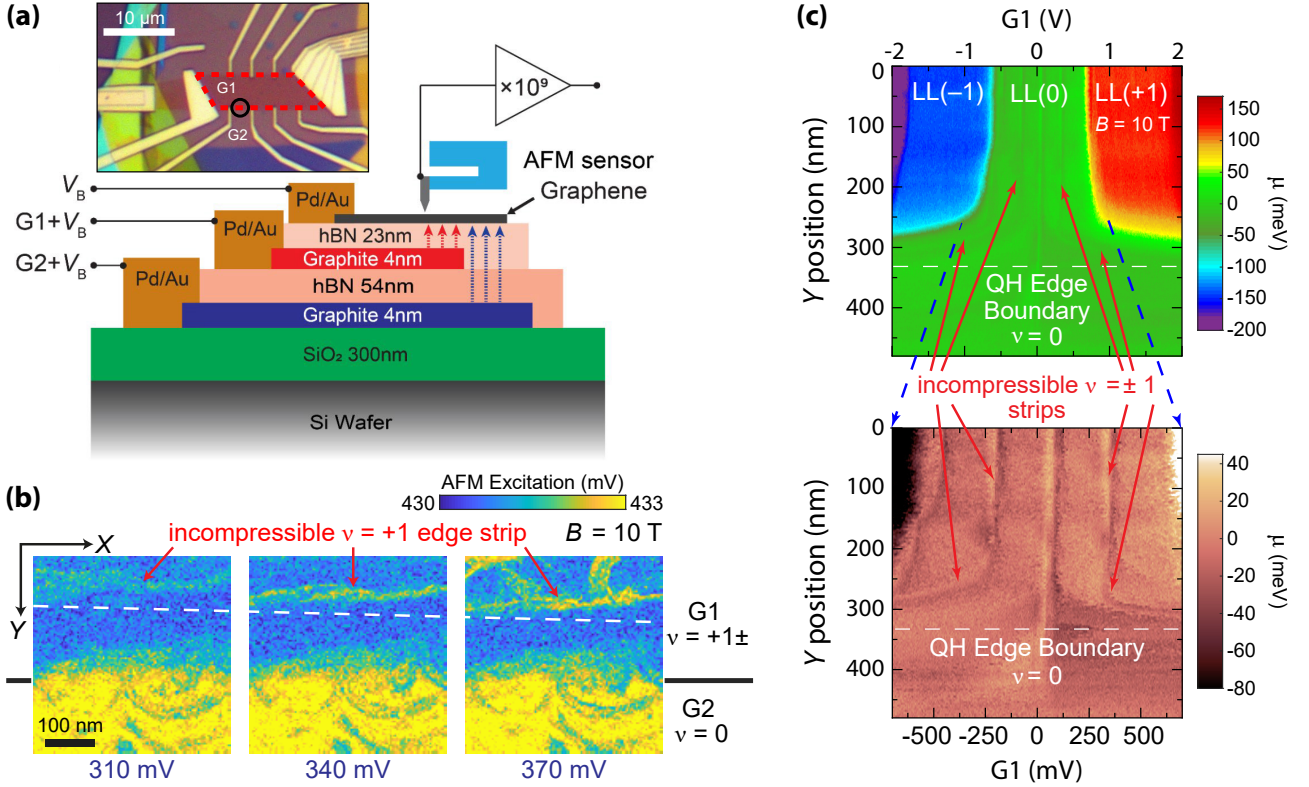 (a)
10 μm
G1
G2
×10⁹
AFM sensor
Graphene
V_B
G1+V_B
G2+V_B
Pd/Au
Pd/Au
Pd/Au
hBN 23nm
Graphite 4nm
hBN 54nm
Graphite 4nm
SiO₂ 300nm
Si Wafer
(b)
AFM Excitation (mV)
430 433
incompressible ν = +1 edge strip
B = 10 T
X
Y
G1
ν = +1±
G2
ν = 0
100 nm
310 mV 340 mV 370 mV
(c)
G1 (V)
-2 -1 0 1 2
LL(–1) LL(0) LL(+1)
B = 10 T
Y position (nm)
0
100
200
300
400
QH Edge
Boundary
ν = 0
150
100
50
0
-50
-100
-150
-200
μ (meV)
incompressible ν = ± 1
strips
Y position (nm)
0
100
200
300
400
QH Edge Boundary
ν = 0
-500 -250 0 250 500
G1 (mV)
40
20
0
-20
-40
-60
-80
μ (meV)